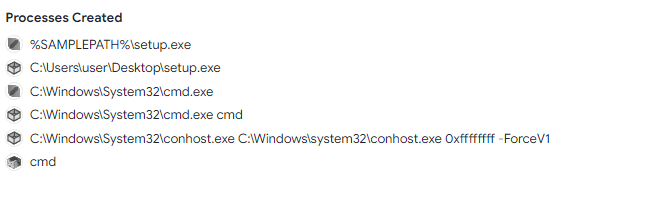 Processes Created
%SAMPLEPATH%\setup.exe
C:\Users\user\Desktop\setup.exe
C:\Windows\System32\cmd.exe
C:\Windows\System32\cmd.exe cmd
C:\Windows\System32\conhost.exe C:\Windows\system32\conhost.exe 0xffffffff -ForceV1
cmd